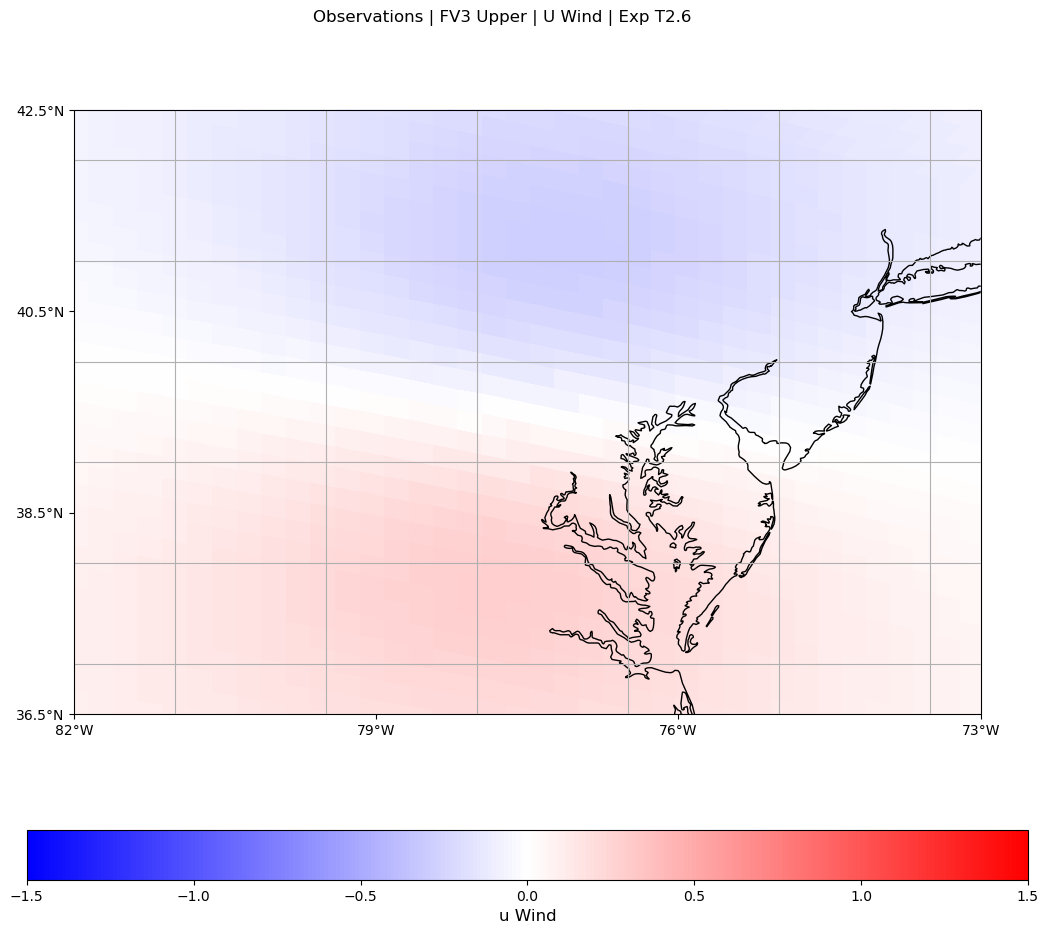 Observations | FV3 Upper | U Wind | Exp T2.6
42.5°N
40.5°N
38.5°N
36.5°N
82°W 79°W 76°W 73°W
−1.5 −1.0 −0.5 0.0 0.5 1.0 1.5
u Wind